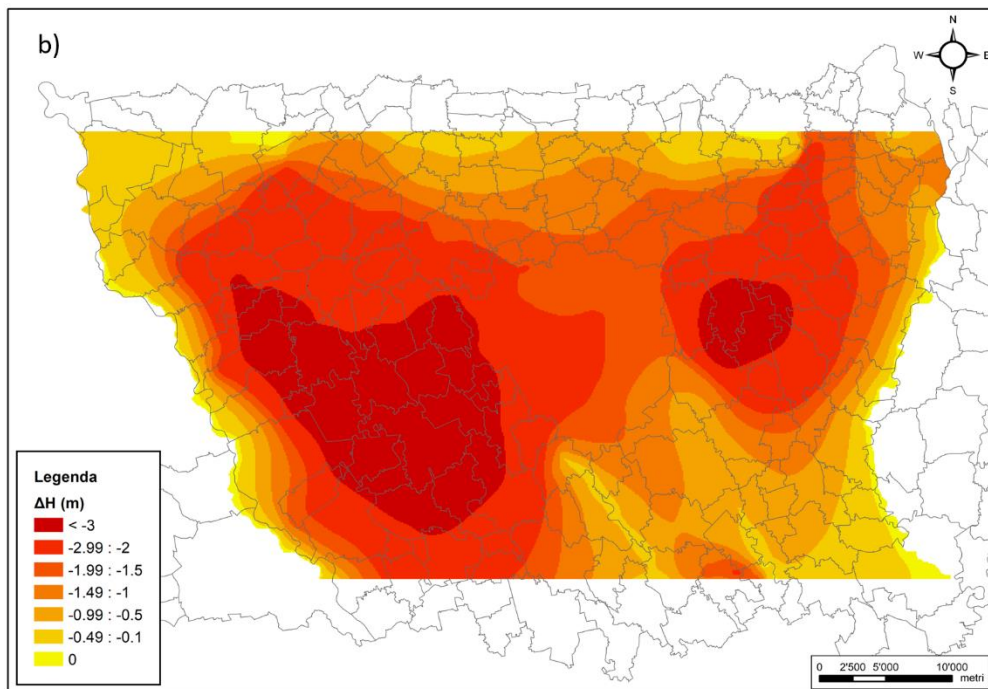 b)
N
W E
S
Legenda
ΔH (m)
< -3
-2.99 : -2
-1.99 : -1.5
-1.49 : -1
-0.99 : -0.5
-0.49 : -0.1
0
0 2'500 5'000 10'000
metri